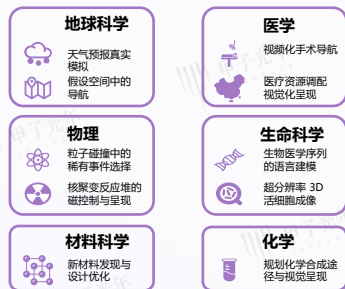 地球科学
天气预报真实
模拟
假设空间中的
导航
医学
视频化手术导航
医疗资源调配
视觉化呈现
物理
粒子碰撞中的
稀有事件选择
核聚变反应堆的
磁控制与呈现
生命科学
生物医学序列
的语言建模
超分辨率 3D
活细胞成像
材料科学
新材料发现与
设计优化
化学
规划化学合成途
径与视觉呈现